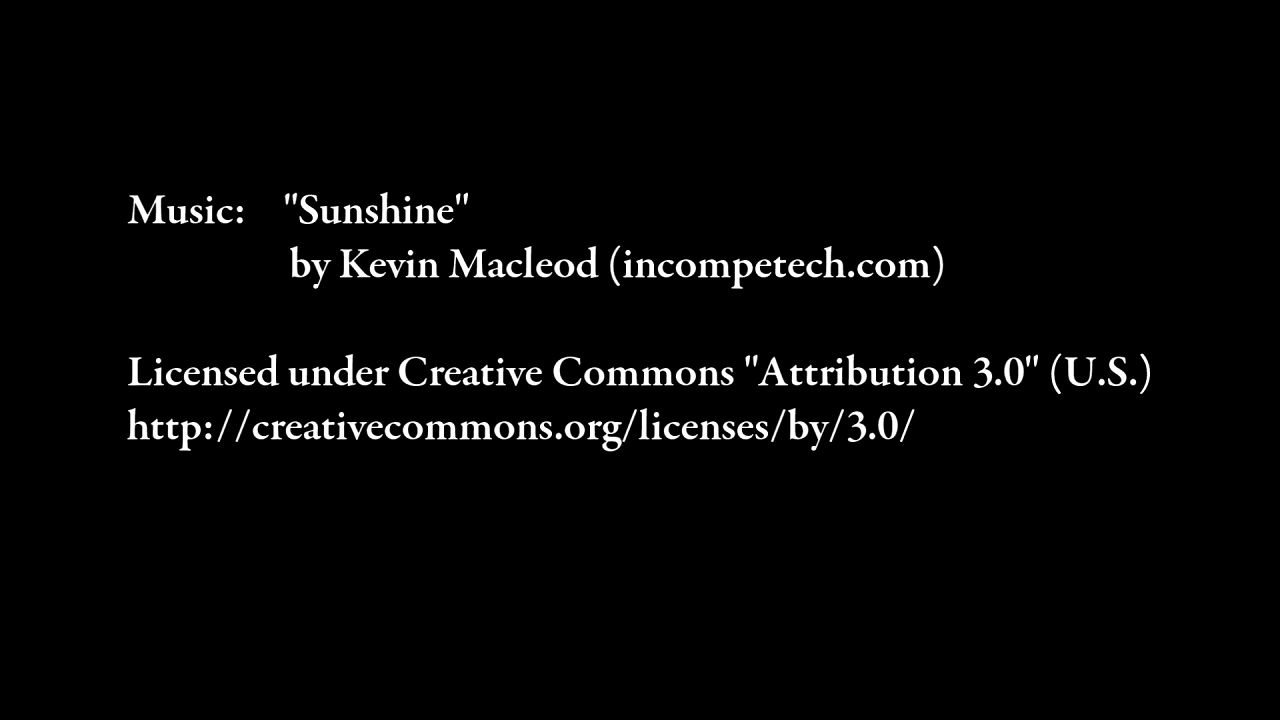 Music: "Sunshine"
by Kevin Macleod (incompetech.com)
Licensed under Creative Commons "Attribution 3.0" (U.S.)
http://creativecommons.org/licenses/by/3.0/